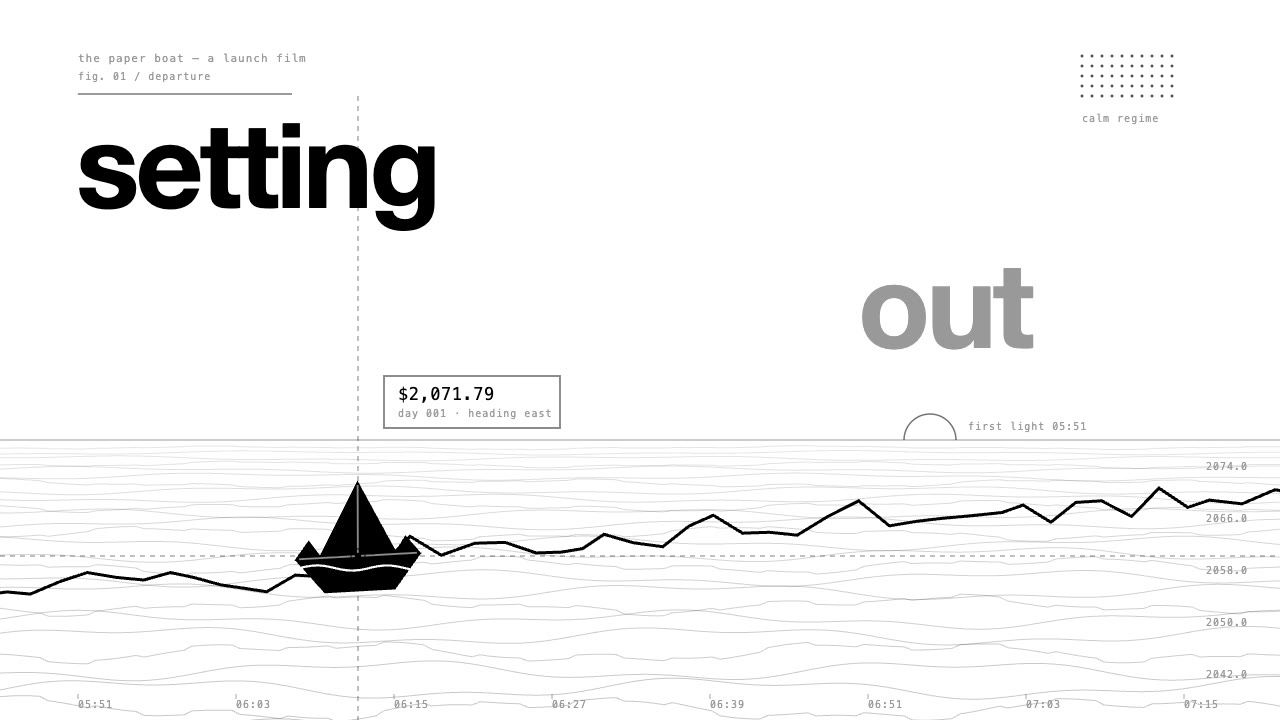 the paper boat — a launch film
fig. 01 / departure
calm regime
setting
out
$2,071.79
day 001 · heading east
first light 05:51
2074.0
2066.0
2058.0
2050.0
2042.0
05:51 06:03 06:15 06:27 06:39 06:51 07:03 07:15